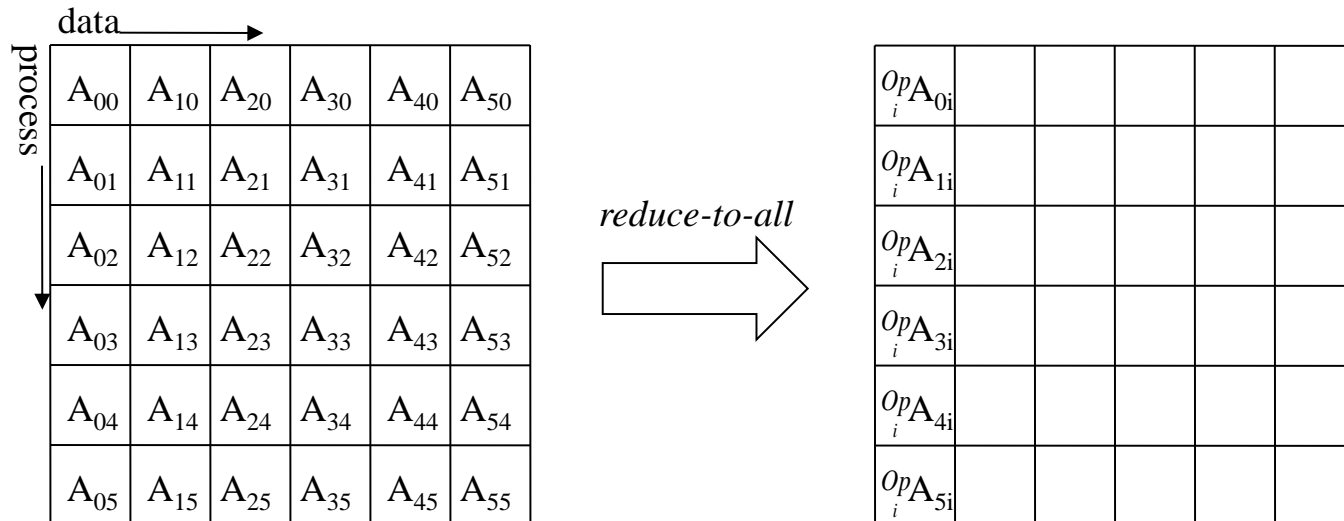 data
process
A₀₀ A₁₀ A₂₀ A₃₀ A₄₀ A₅₀ Op i A₀ᵢ
A₀₁ A₁₁ A₂₁ A₃₁ A₄₁ A₅₁ Op i A₁ᵢ
reduce-to-all
A₀₂ A₁₂ A₂₂ A₃₂ A₄₂ A₅₂ Op i A₂ᵢ
A₀₃ A₁₃ A₂₃ A₃₃ A₄₃ A₅₃ Op i A₃ᵢ
A₀₄ A₁₄ A₂₄ A₃₄ A₄₄ A₅₄ Op i A₄ᵢ
A₀₅ A₁₅ A₂₅ A₃₅ A₄₅ A₅₅ Op i A₅ᵢ